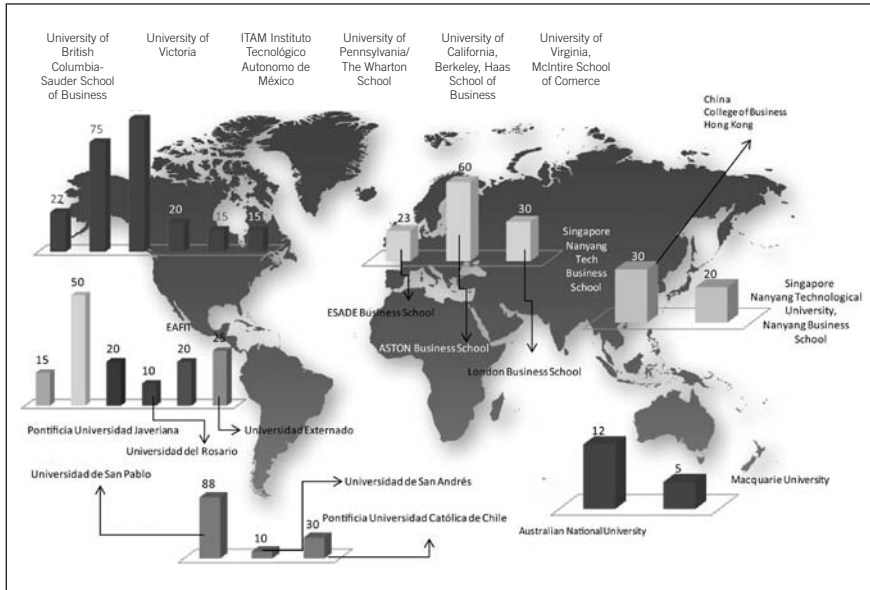 University of
British
Columbia-
Sauder School
of Business
University of
Victoria
ITAM Instituto
Tecnológico
Autonomo de
México
University of
Pennsylvania/
The Wharton
School
University of
California,
Berkeley, Haas
School of
Business
University of
Virginia,
McIntire School
of Comerce
China
College of Business
Hong Kong
27
75
20
15
15
23
60
30
Singapore
Nanyang
Tech
Business
School
30
20
Singapore
Nanyang Technological
University,
Nanyang Business
School
ESADE Business School
ASTON Business School
London Business School
EAFIT
15
50
20
10
20
25
Pontificia Universidad Javeriana
Universidad Externado
Universidad del Rosario
Universidad de San Pablo
88
10
30
Universidad de San Andrés
Pontificia Universidad Católica de Chile
12
5
Macquarie University
Australian National University